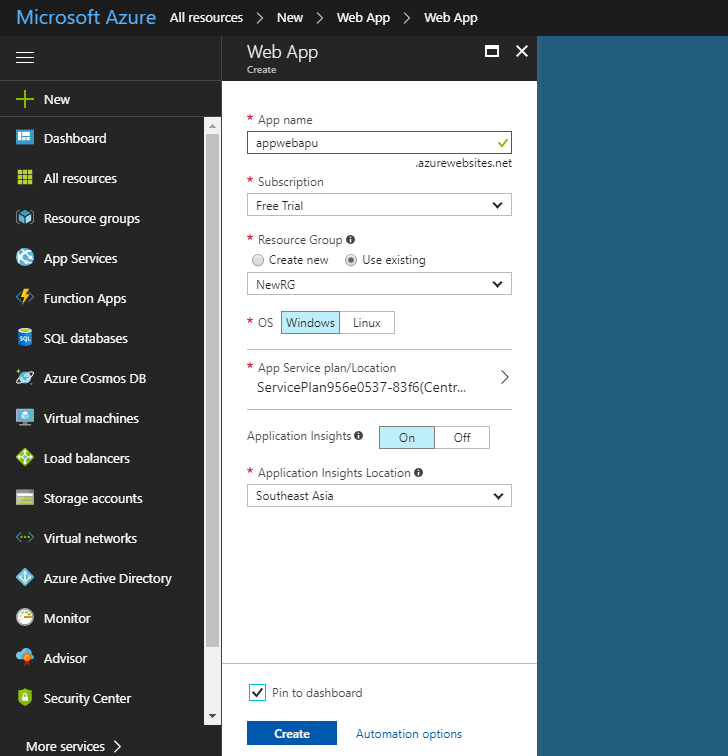 Microsoft Azure All resources > New > Web App > Web App
New
Dashboard
All resources
Resource groups
App Services
Function Apps
SQL databases
Azure Cosmos DB
Virtual machines
Load balancers
Storage accounts
Virtual networks
Azure Active Directory
Monitor
Advisor
Security Center
More services >
Web App
Create
* App name
appwebapu
.azurewebsites.net
* Subscription
Free Trial
* Resource Group
Create new Use existing
NewRG
* OS Windows Linux
* App Service plan/Location
ServicePlan956e0537-83f6(Centr...
Application Insights On Off
* Application Insights Location
Southeast Asia
Pin to dashboard
Create Automation options